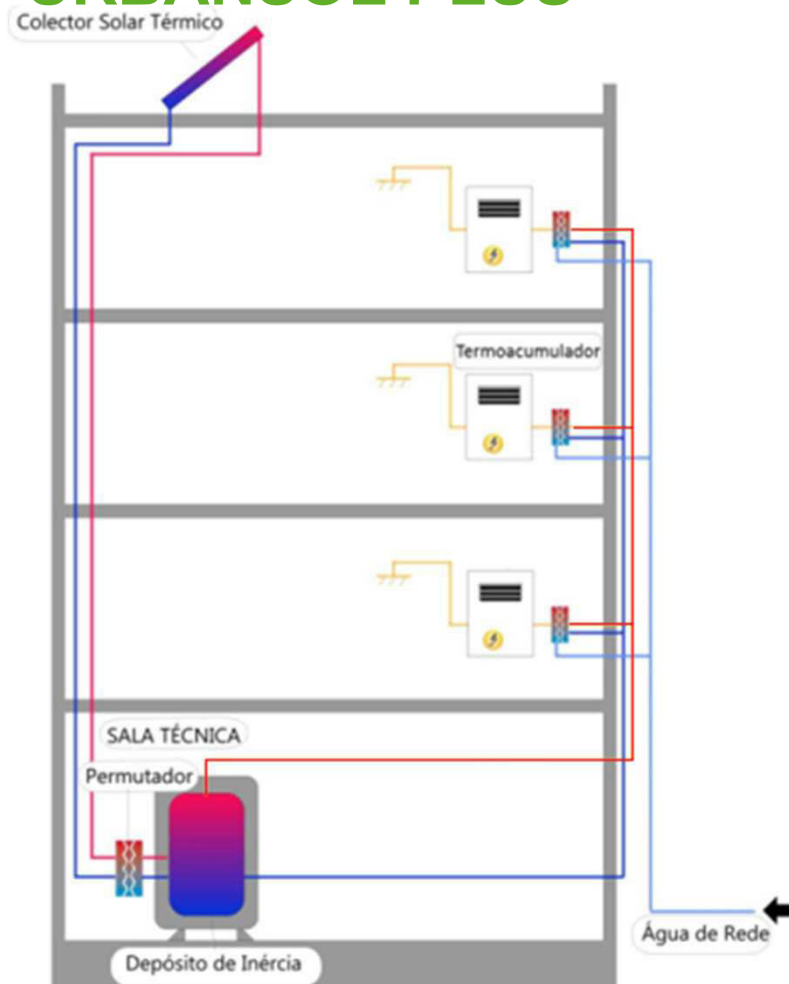 Colector Solar Térmico
Termoacumulador
SALA TÉCNICA
Permutador
Água de Rede
Depósito de Inércia